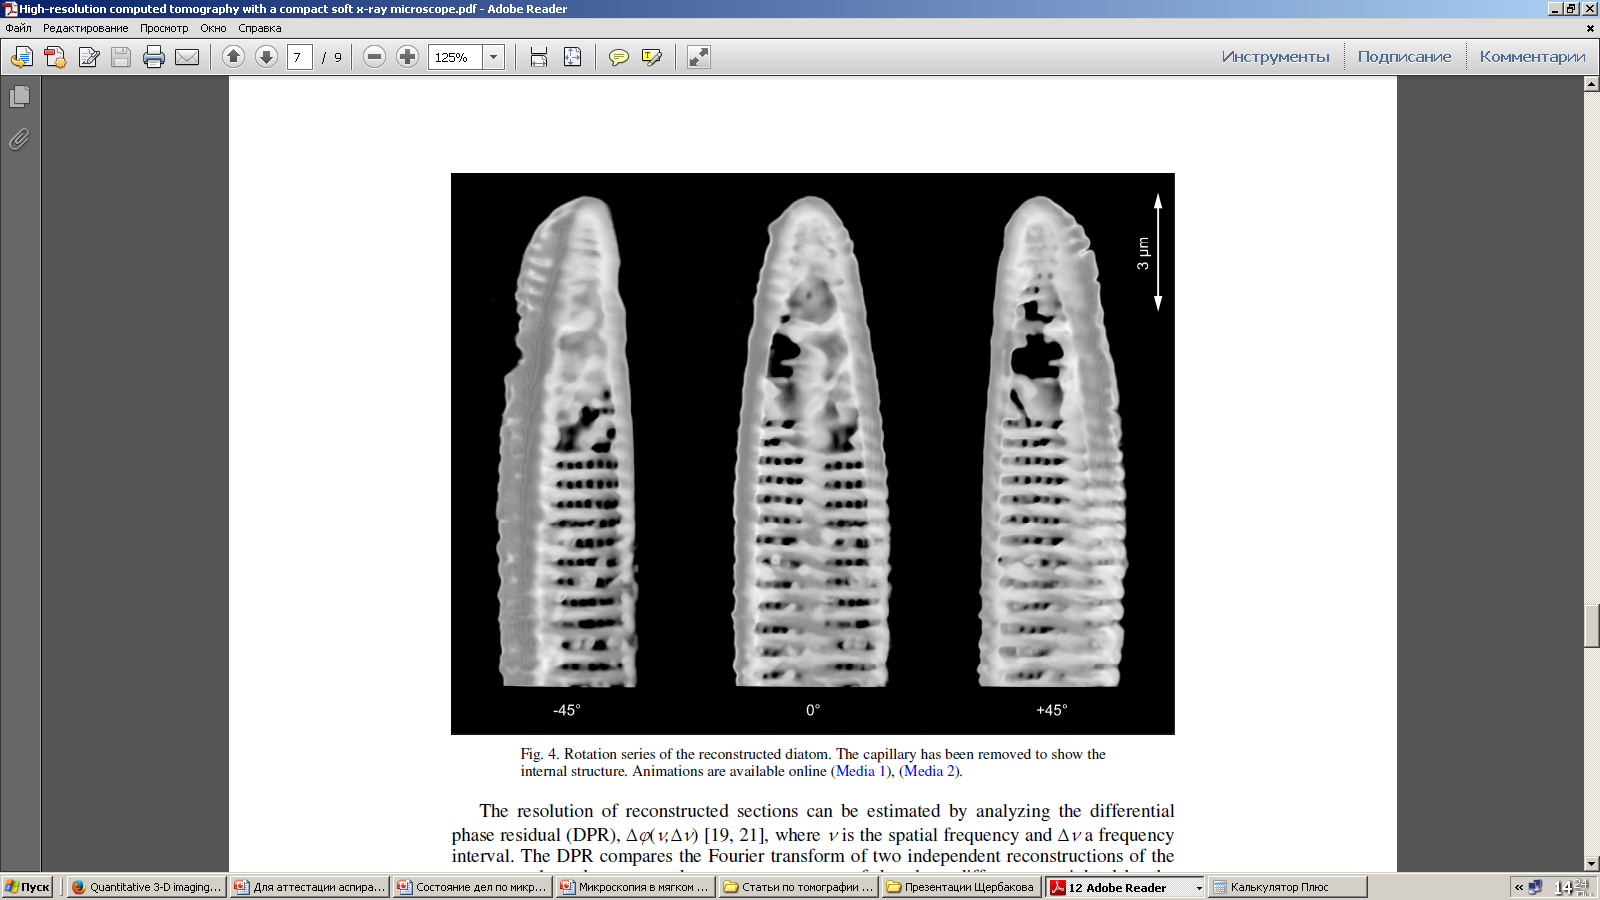 High-resolution computed tomography with a compact soft x-ray microscope.pdf - Adobe Reader
Файл Редактирование Просмотр Окно Справка
7 / 9 125% Инструменты Подписание Комментарии
3 µm
-45° 0° +45°
Fig. 4. Rotation series of the reconstructed diatom. The capillary has been removed to show the
internal structure. Animations are available online (Media 1), (Media 2).
The resolution of reconstructed sections can be estimated by analyzing the differential
phase residual (DPR), Δφ(ν,Δν) [19, 21], where ν is the spatial frequency and Δν a frequency
interval. The DPR compares the Fourier transform of two independent reconstructions of the
Пуск Quantitative 3-D imaging... Для аттестации аспира... Состояние дел по микр... Микроскопия в мягком ... Статьи по томографии ... Презентации Щербакова 12 Adobe Reader Калькулятор Плюс « 14 24